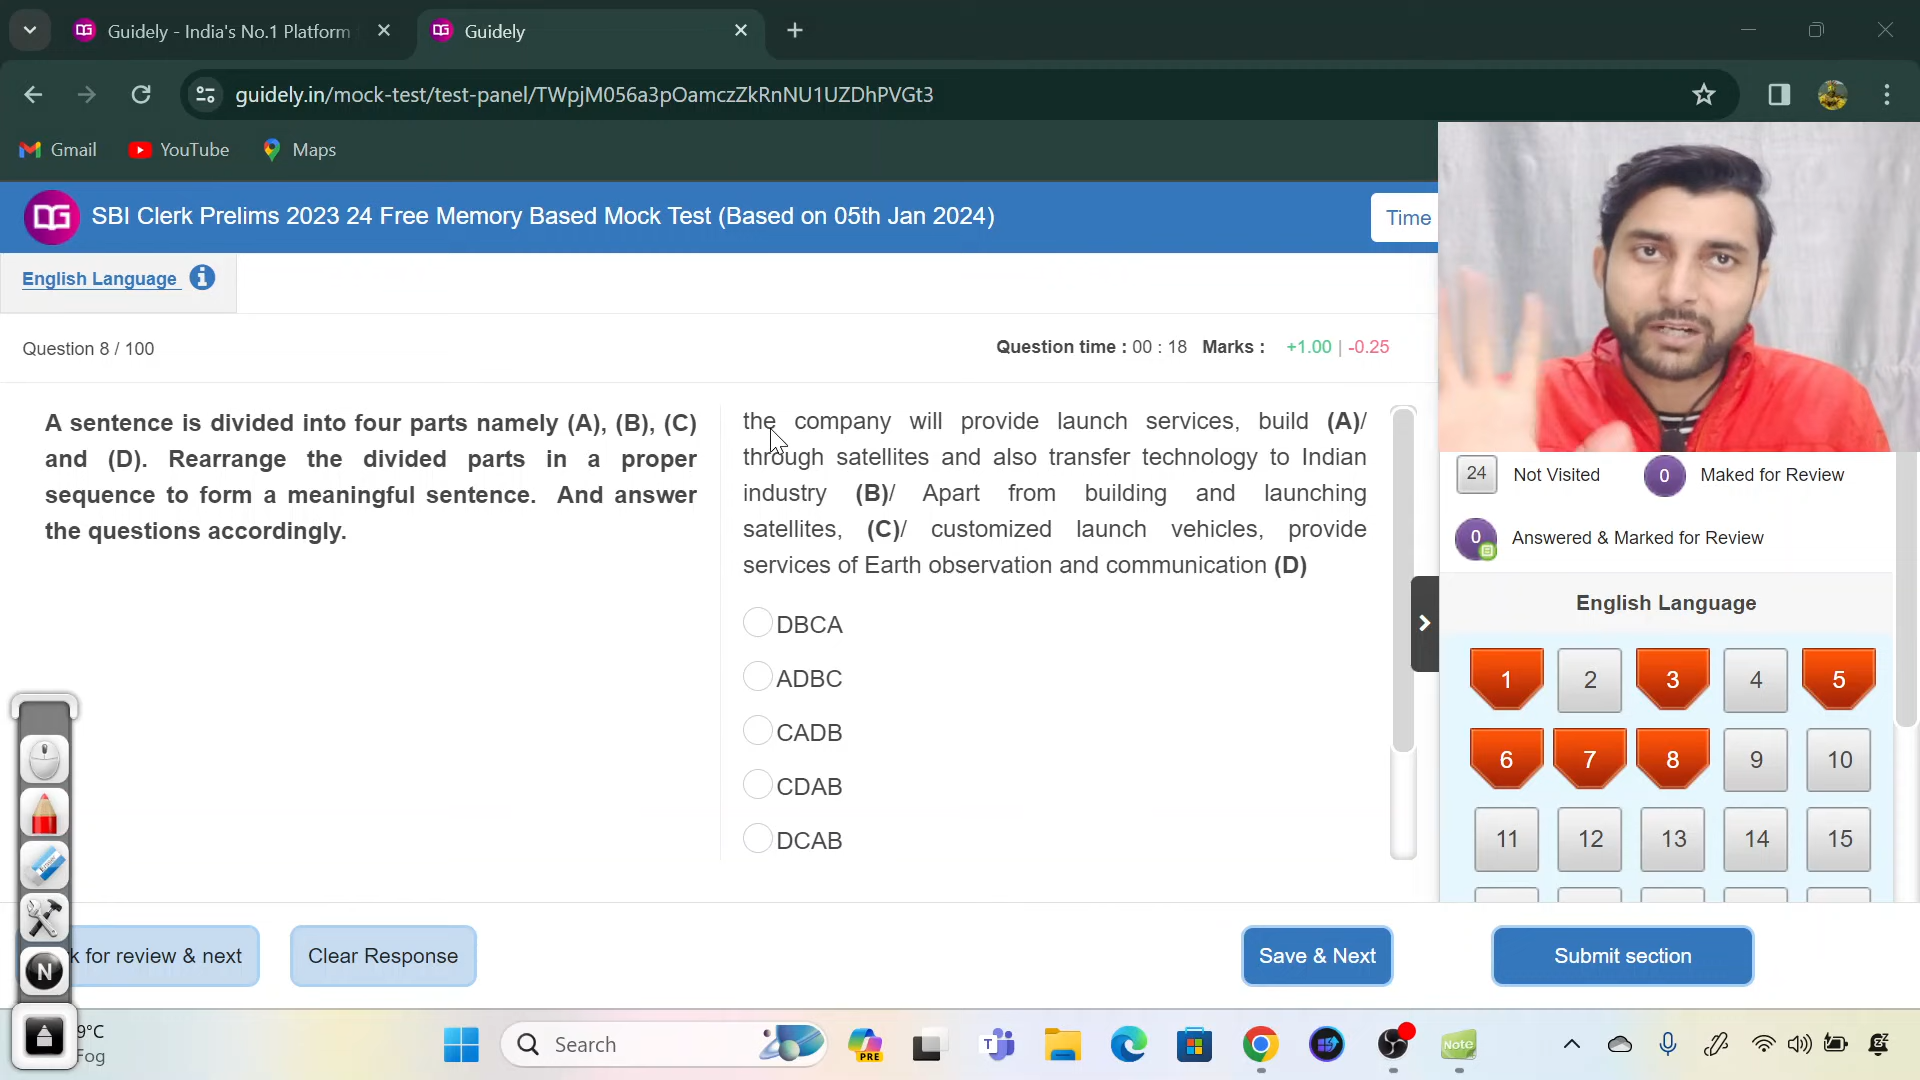 Guidely - India's No.1 Platform
Guidely
guidely.in/mock-test/test-panel/TWpjM056a3pOamczZkRnNU1UZDhPVGt3
Gmail
YouTube
Maps
SBI Clerk Prelims 2023 24 Free Memory Based Mock Test (Based on 05th Jan 2024)
Time
English Language
Question 8 / 100
Question time : 00 : 18 Marks : +1.00 | -0.25
A sentence is divided into four parts namely (A), (B), (C)
and (D). Rearrange the divided parts in a proper
sequence to form a meaningful sentence. And answer
the questions accordingly.
the company will provide launch services, build (A)/
through satellites and also transfer technology to Indian
industry (B)/ Apart from building and launching
satellites, (C)/ customized launch vehicles, provide
services of Earth observation and communication (D)
DBCA
ADBC
CADB
CDAB
DCAB
24 Not Visited
0 Maked for Review
0 Answered & Marked for Review
English Language
1 2 3 4 5
6 7 8 9 10
11 12 13 14 15
k for review & next
Clear Response
Save & Next
Submit section
Eraser
N
9°C
Fog
Search
PRE
T
Note